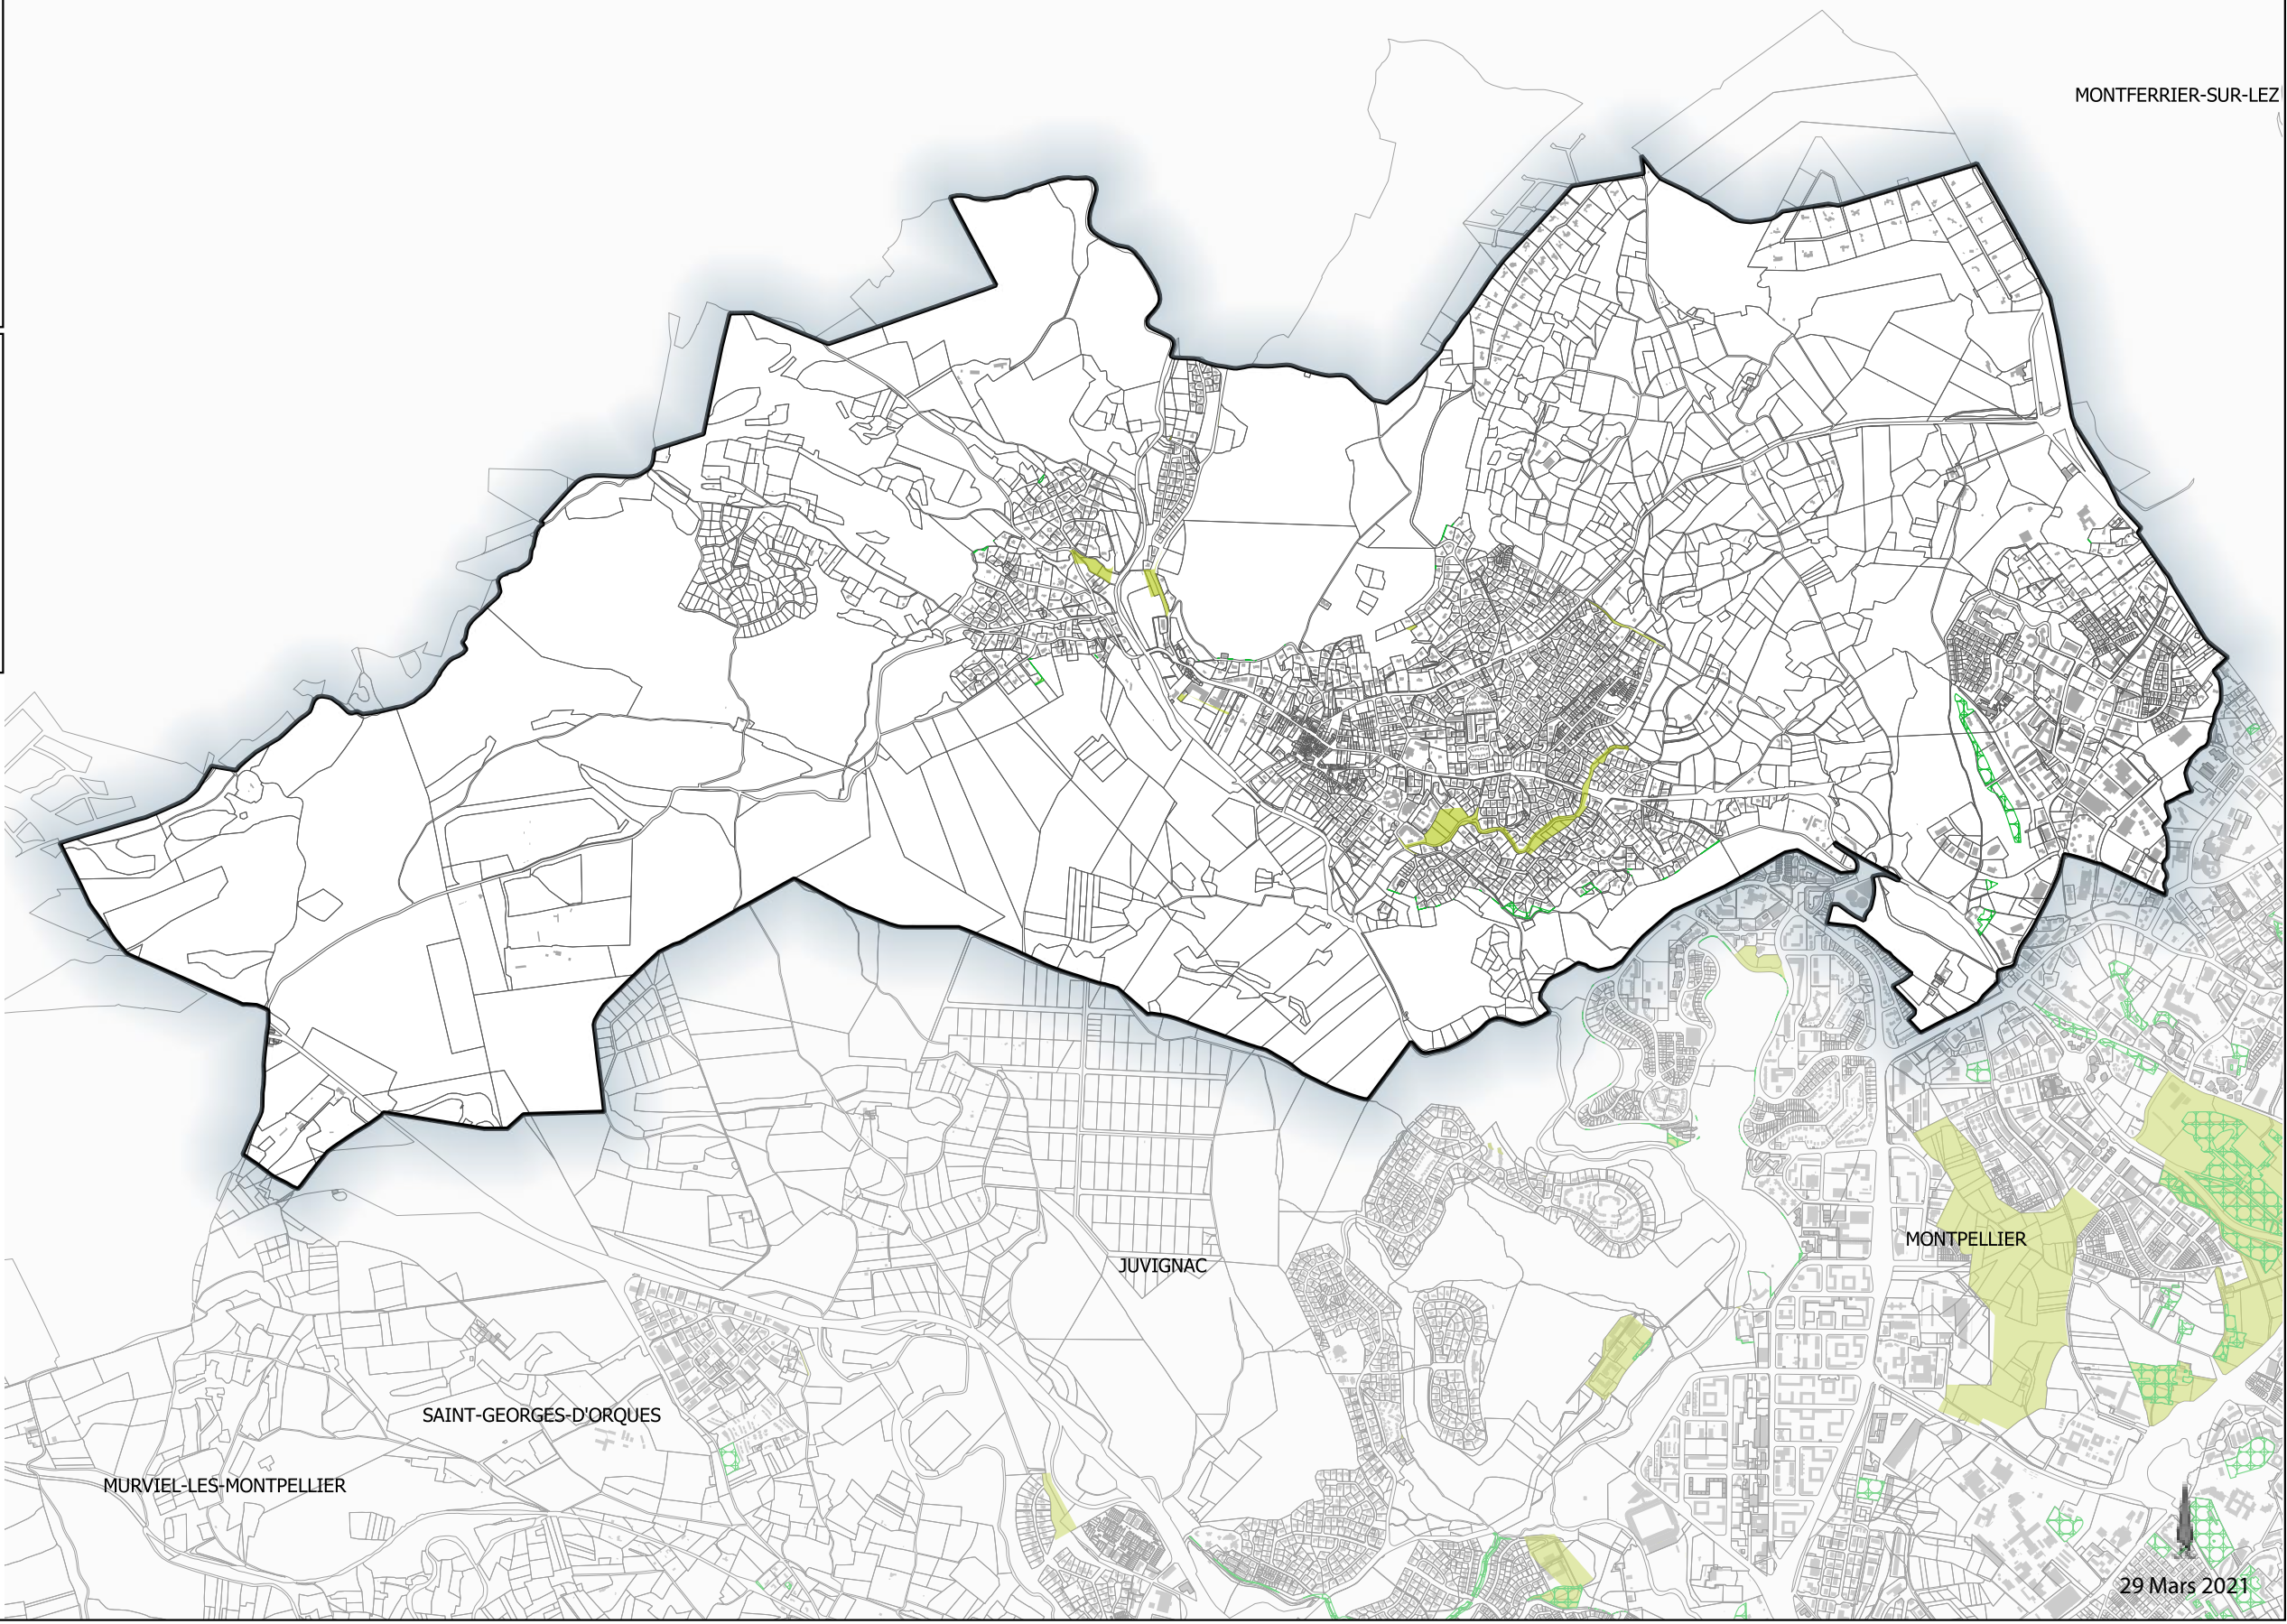 MONTFERRIER-SUR-LEZ
MONTPELLIER
JUVIGNAC
SAINT-GEORGES-D'ORQUES
MURVIEL-LES-MONTPELLIER
29 Mars 2021